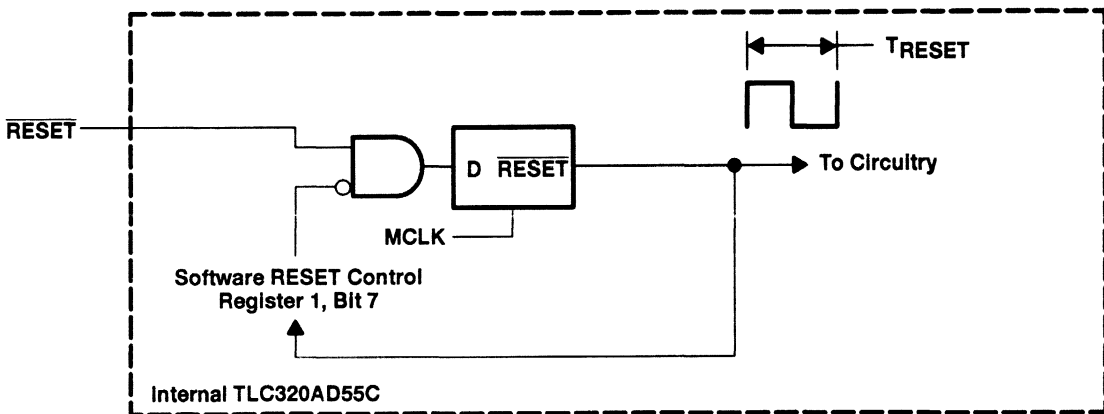 TRESET
RESET
D RESET
To Circuitry
MCLK
Software RESET Control
Register 1, Bit 7
Internal TLC320AD55C